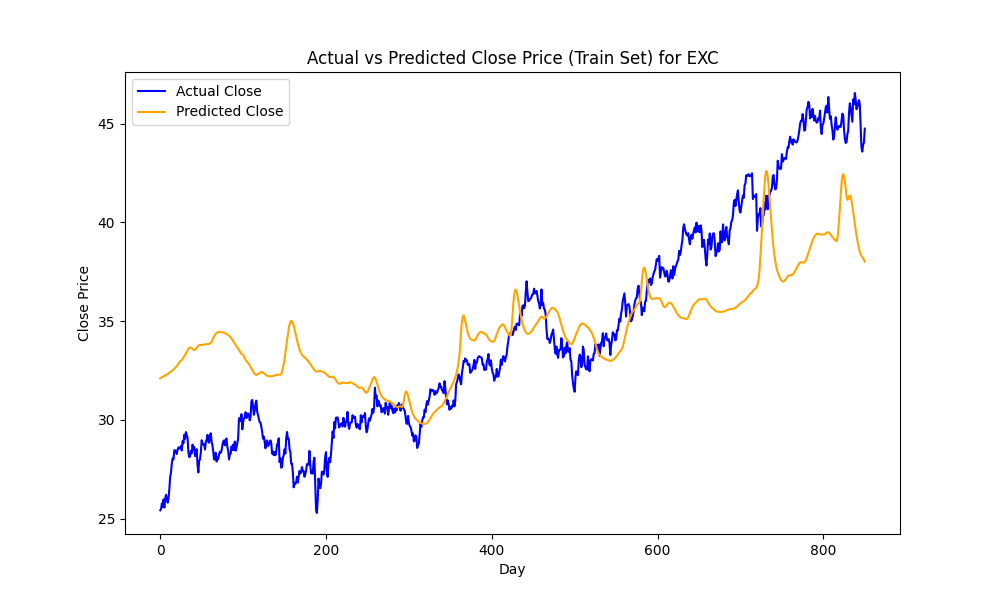 Actual vs Predicted Close Price (Train Set) for EXC
Actual Close
Predicted Close
45
40
35
30
25
Close Price
0 200 400 600 800
Day